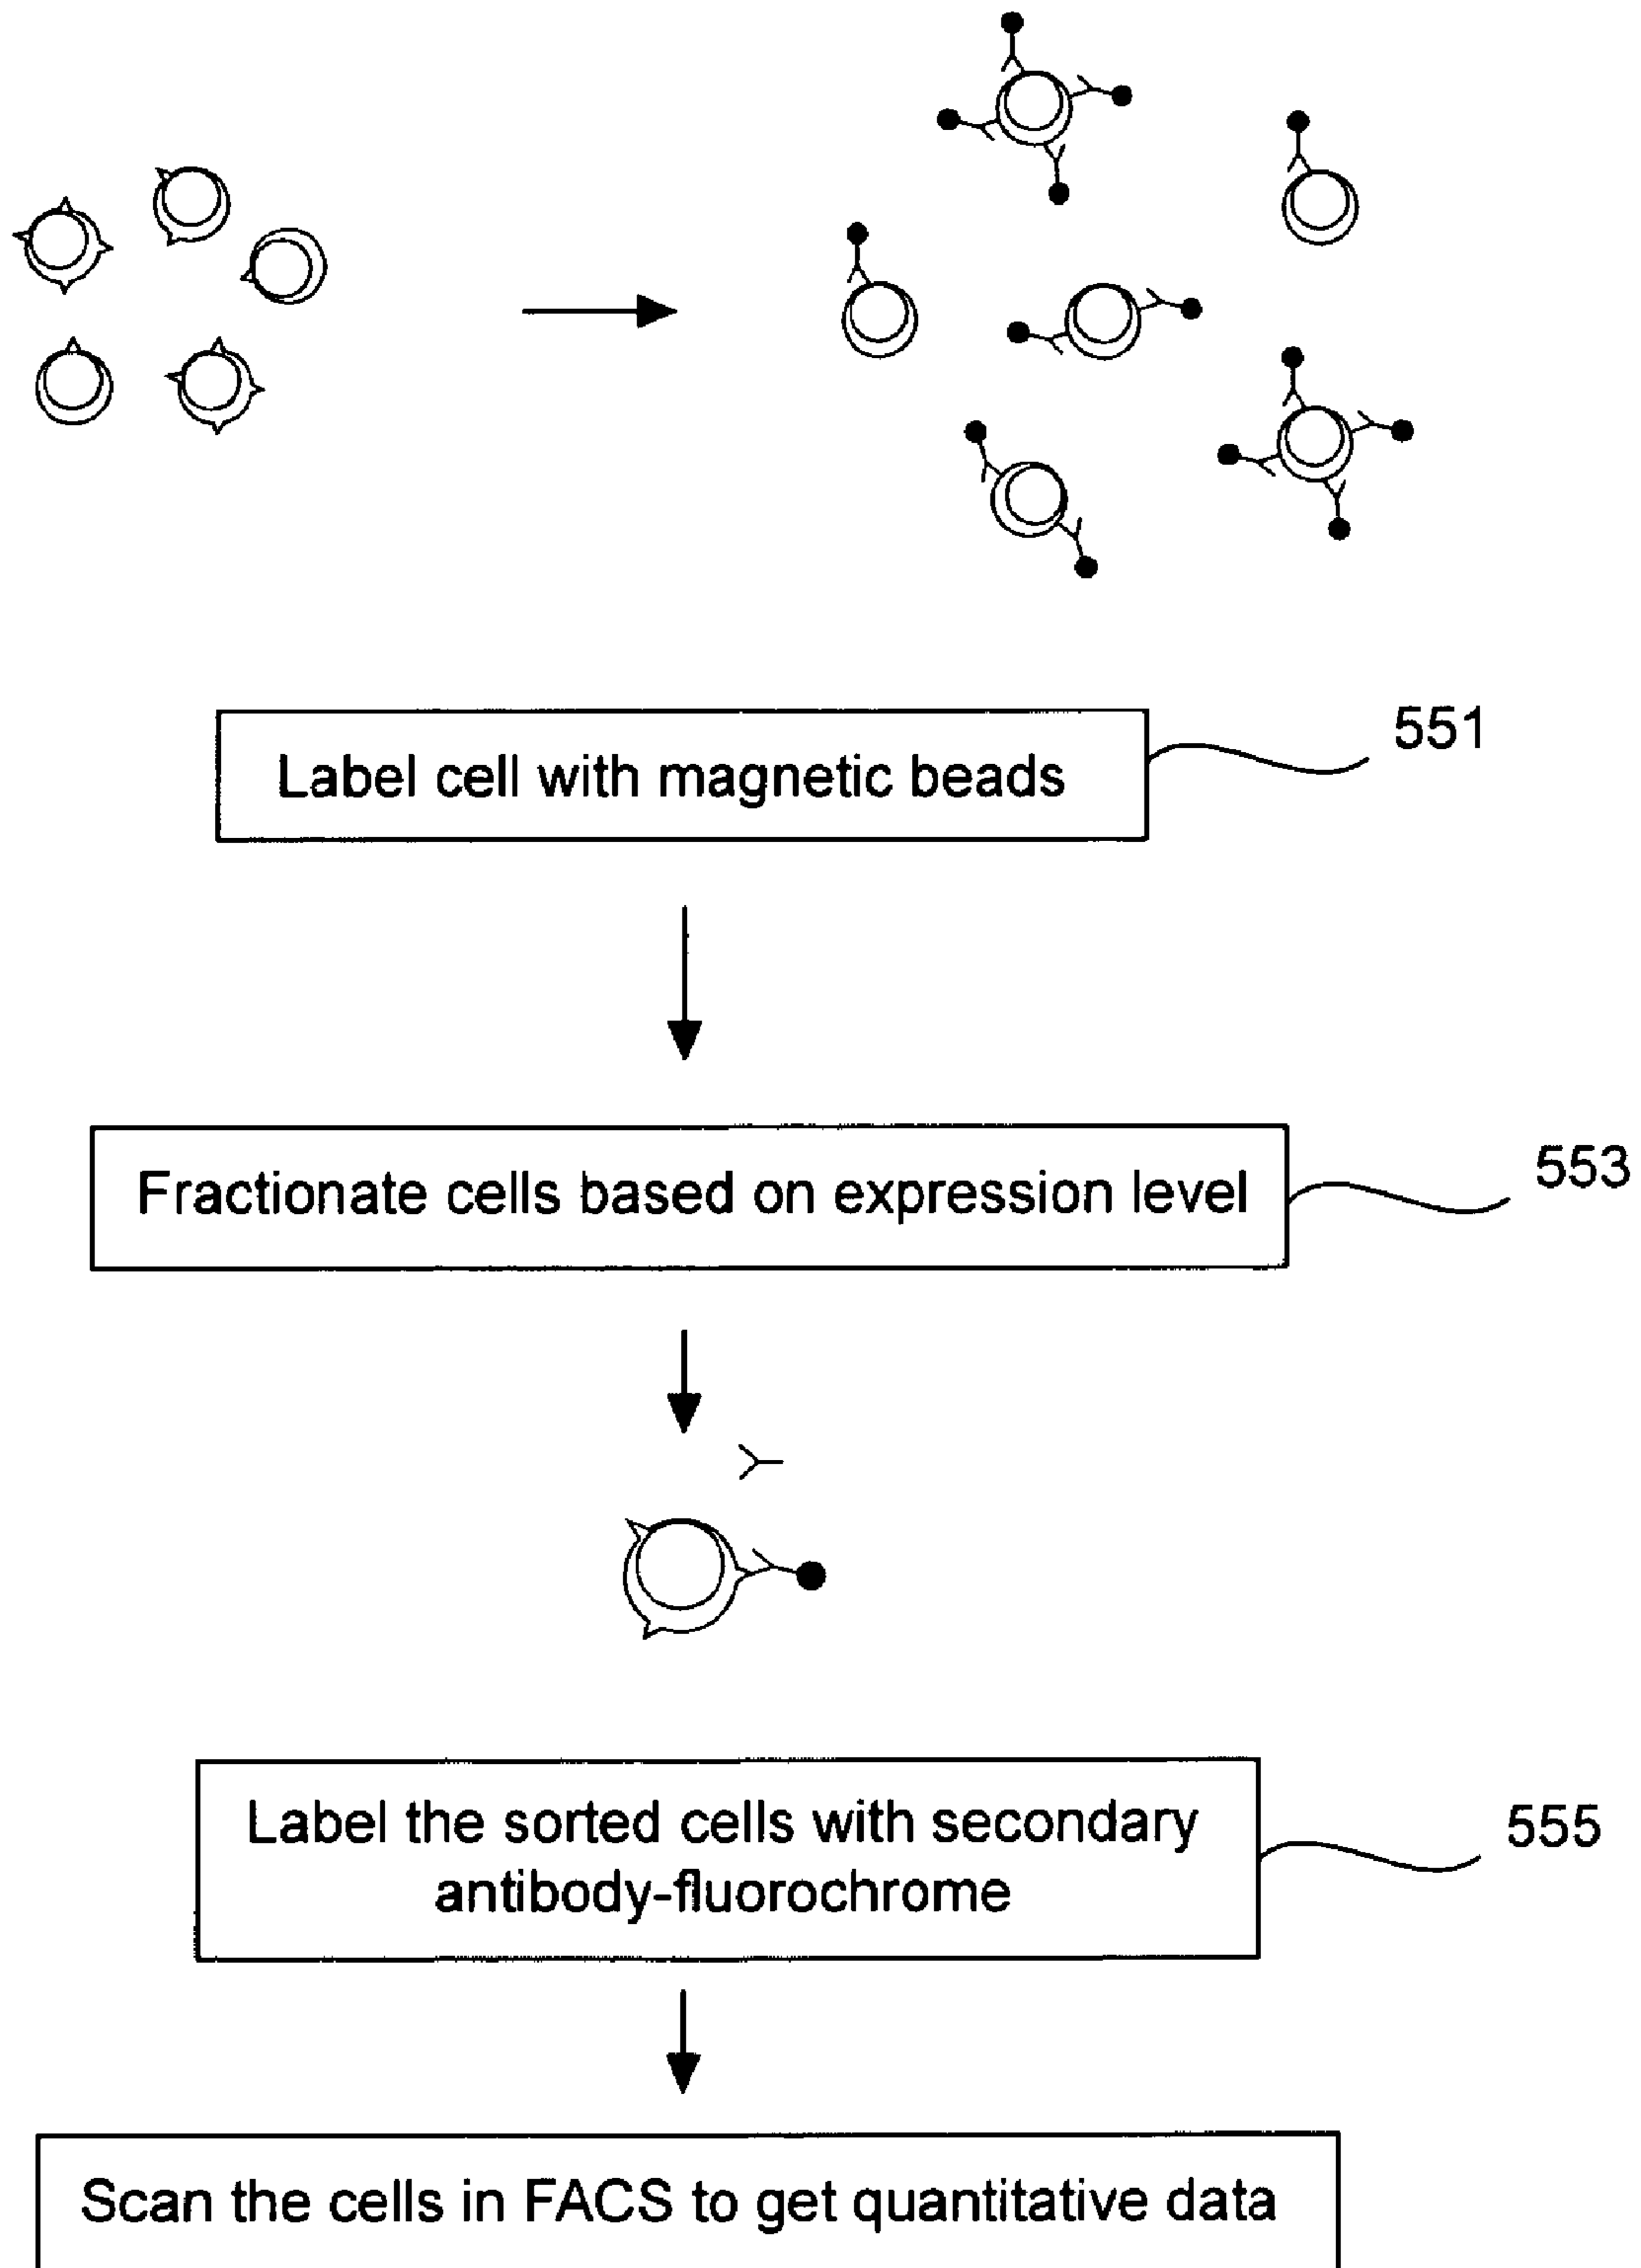 Label cell with magnetic beads
551
Fractionate cells based on expression level
553
Label the sorted cells with secondary
antibody-fluorochrome
555
Scan the cells in FACS to get quantitative data